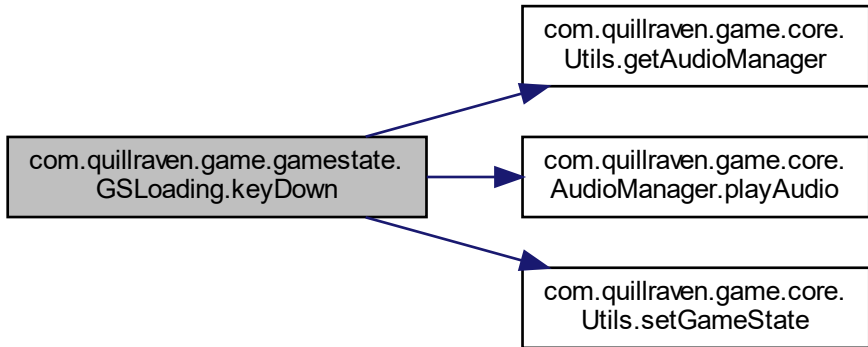 com.quillraven.game.core.
Utils.getAudioManager
com.quillraven.game.gamestate.
GSLoading.keyDown
com.quillraven.game.core.
AudioManager.playAudio
com.quillraven.game.core.
Utils.setGameState